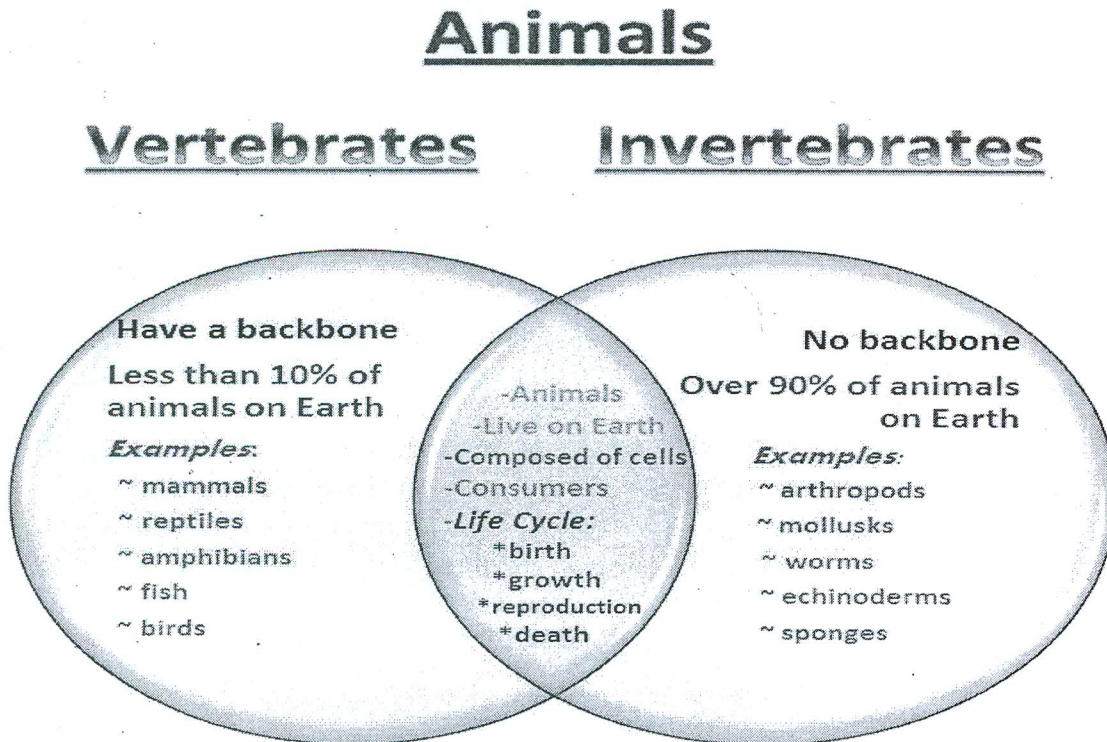 Animals
Vertebrates
Invertebrates
Have a backbone
Less than 10% of
animals on Earth
Examples:
~ mammals
~ reptiles
~ amphibians
~ fish
~ birds
-Animals
-Live on Earth
-Composed of cells
-Consumers
-Life Cycle:
*birth
*growth
*reproduction
*death
No backbone
Over 90% of animals
on Earth
Examples:
~ arthropods
~ mollusks
~ worms
~ echinoderms
~ sponges